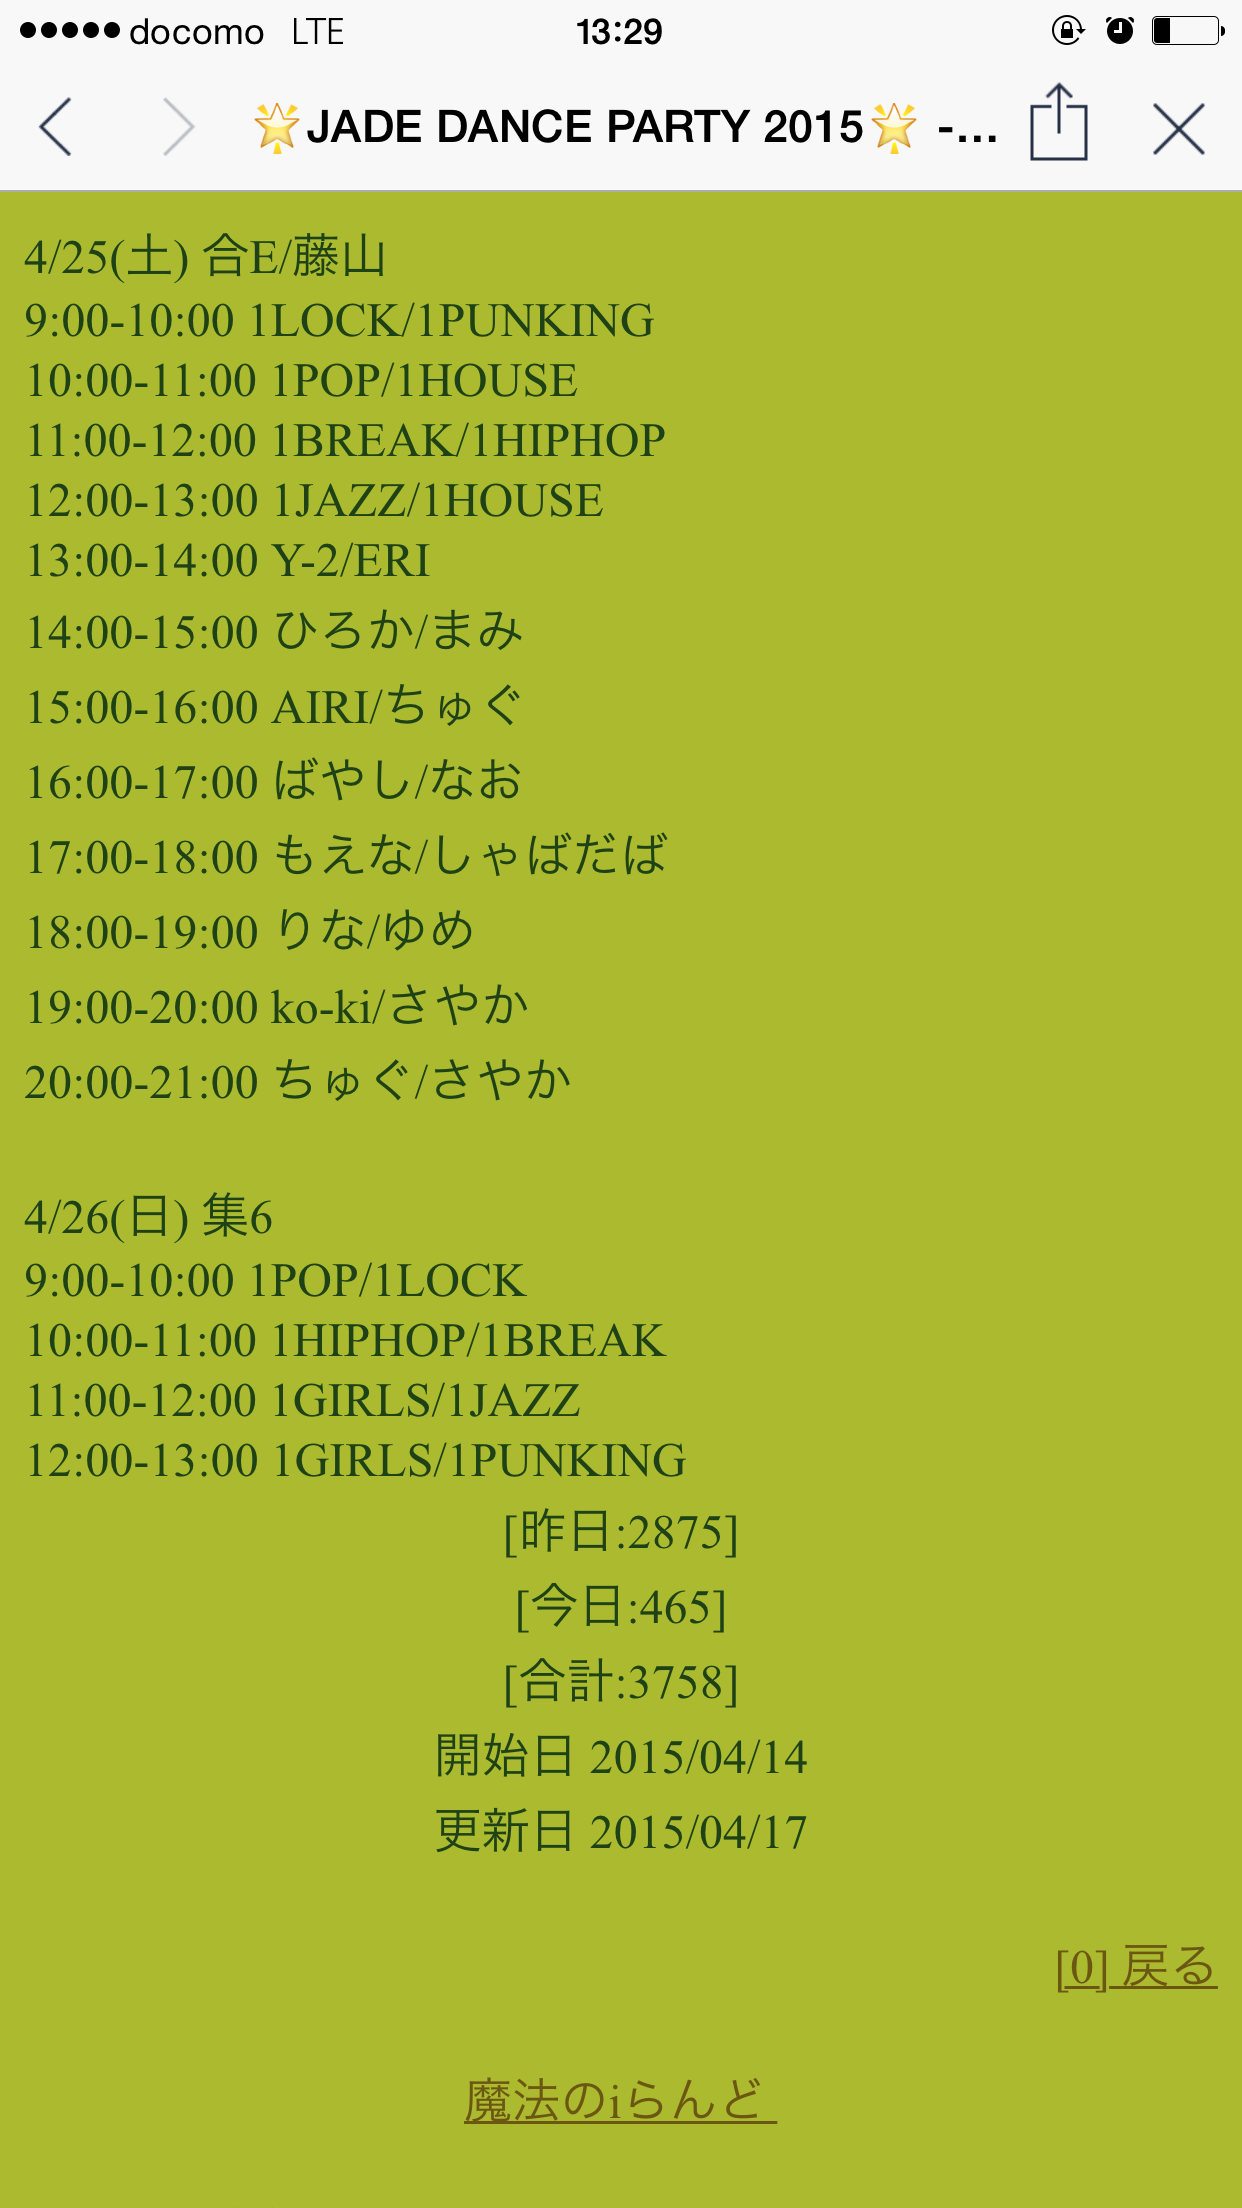 docomo LTE 13:29
🌟JADE DANCE PARTY 2015🌟 -...
4/25(土) 合E/藤山
9:00-10:00 1LOCK/1PUNKING
10:00-11:00 1POP/1HOUSE
11:00-12:00 1BREAK/1HIPHOP
12:00-13:00 1JAZZ/1HOUSE
13:00-14:00 Y-2/ERI
14:00-15:00 ひろか/まみ
15:00-16:00 AIRI/ちゅぐ
16:00-17:00 ばやし/なお
17:00-18:00 もえな/しゃばだば
18:00-19:00 りな/ゆめ
19:00-20:00 ko-ki/さやか
20:00-21:00 ちゅぐ/さやか
4/26(日) 集6
9:00-10:00 1POP/1LOCK
10:00-11:00 1HIPHOP/1BREAK
11:00-12:00 1GIRLS/1JAZZ
12:00-13:00 1GIRLS/1PUNKING
[昨日:2875]
[今日:465]
[合計:3758]
開始日 2015/04/14
更新日 2015/04/17
[0] 戻る
魔法のiらんど